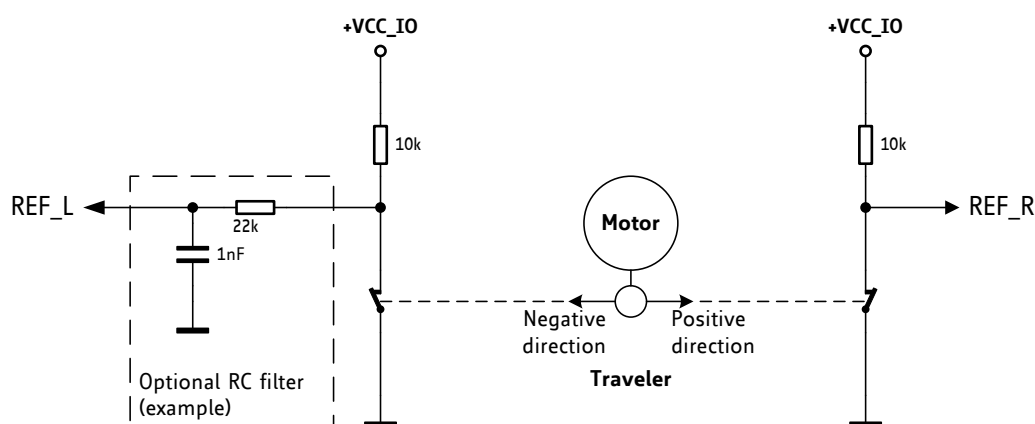 +VCC_IO
+VCC_IO
10k
10k
REF_L
22k
1nF
Motor
REF_R
Negative
direction
Positive
direction
Traveler
Optional RC filter
(example)